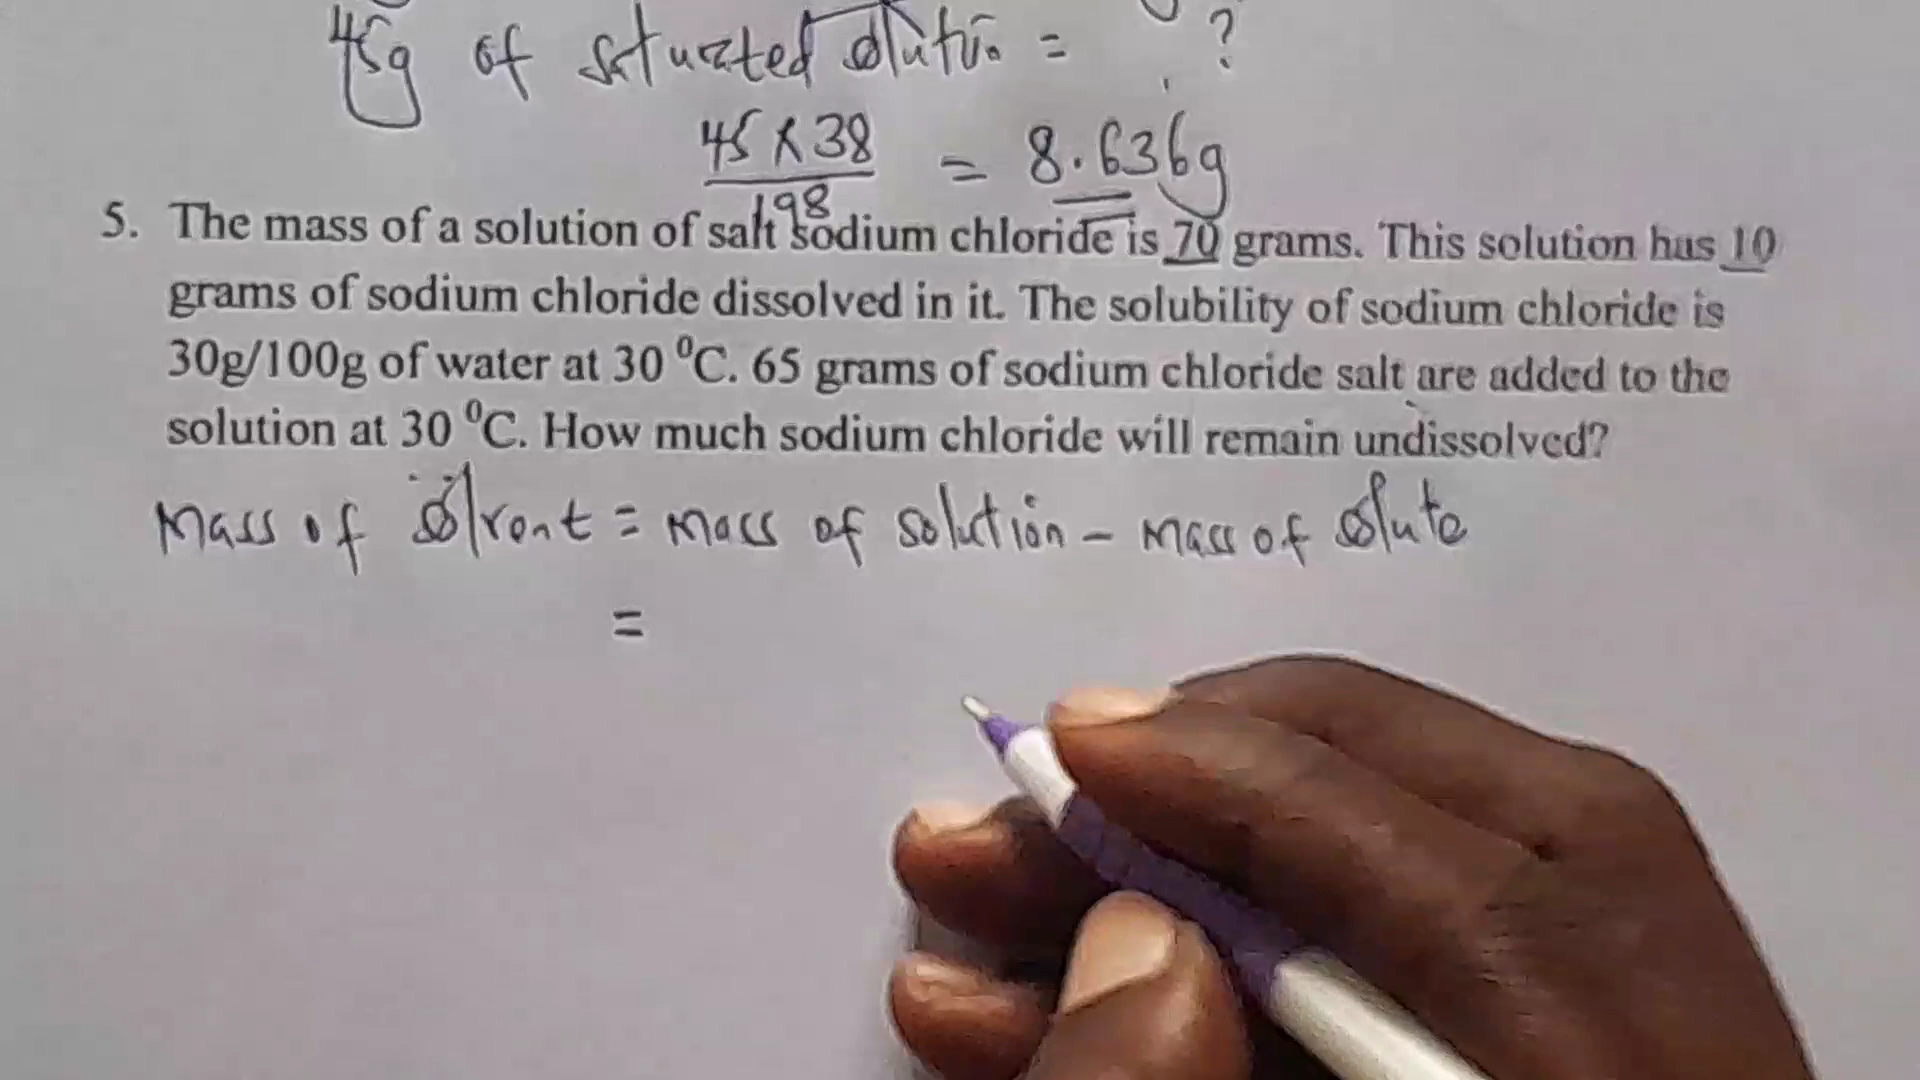 45g of saturated solution = ?
45 x 38 = 8.636g
198
5. The mass of a solution of salt sodium chloride is 70 grams. This solution has 10
grams of sodium chloride dissolved in it. The solubility of sodium chloride is
30g/100g of water at 30 ⁰C. 65 grams of sodium chloride salt are added to the
solution at 30 ⁰C. How much sodium chloride will remain undissolved?
Mass of solvent = Mass of solution - Mass of solute
=